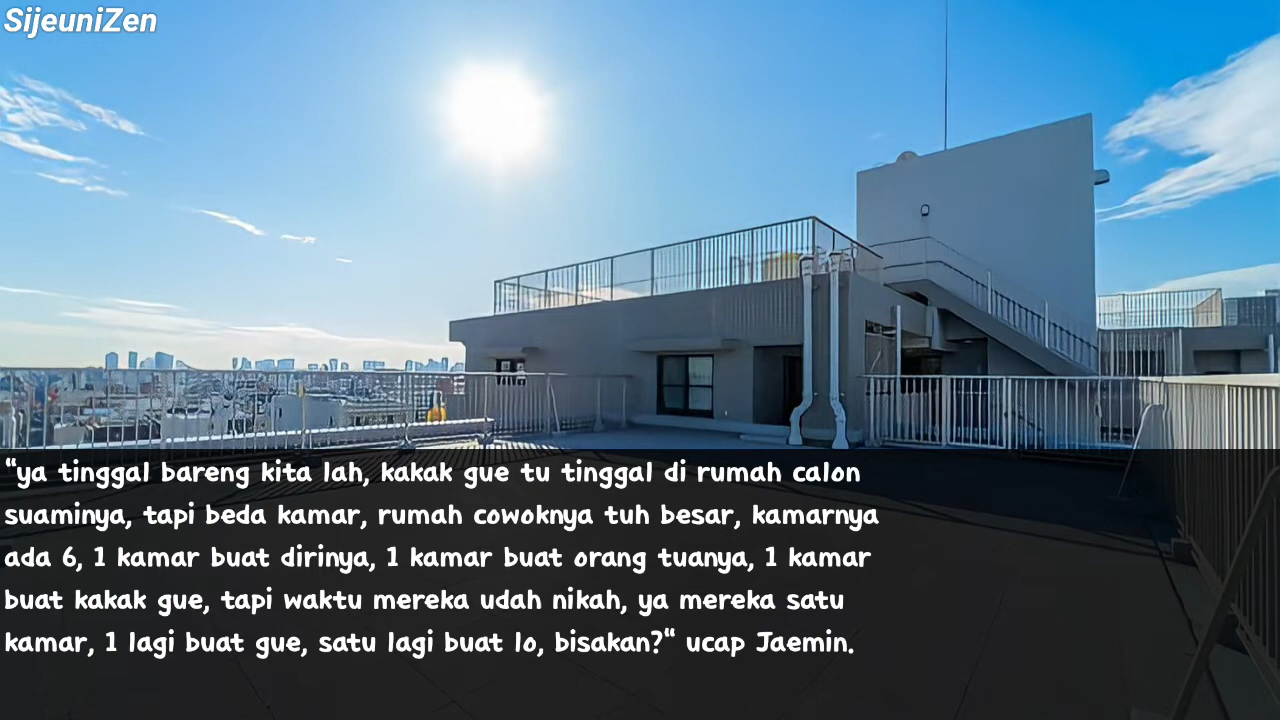 SijeuniZen
"ya tinggal bareng kita lah, kakak gue tu tinggal di rumah calon
suaminya, tapi beda kamar, rumah cowoknya tuh besar, kamarnya
ada 6, 1 kamar buat dirinya, 1 kamar buat orang tuanya, 1 kamar
buat kakak gue, tapi waktu mereka udah nikah, ya mereka satu
kamar, 1 lagi buat gue, satu lagi buat lo, bisakan?" ucap Jaemin.